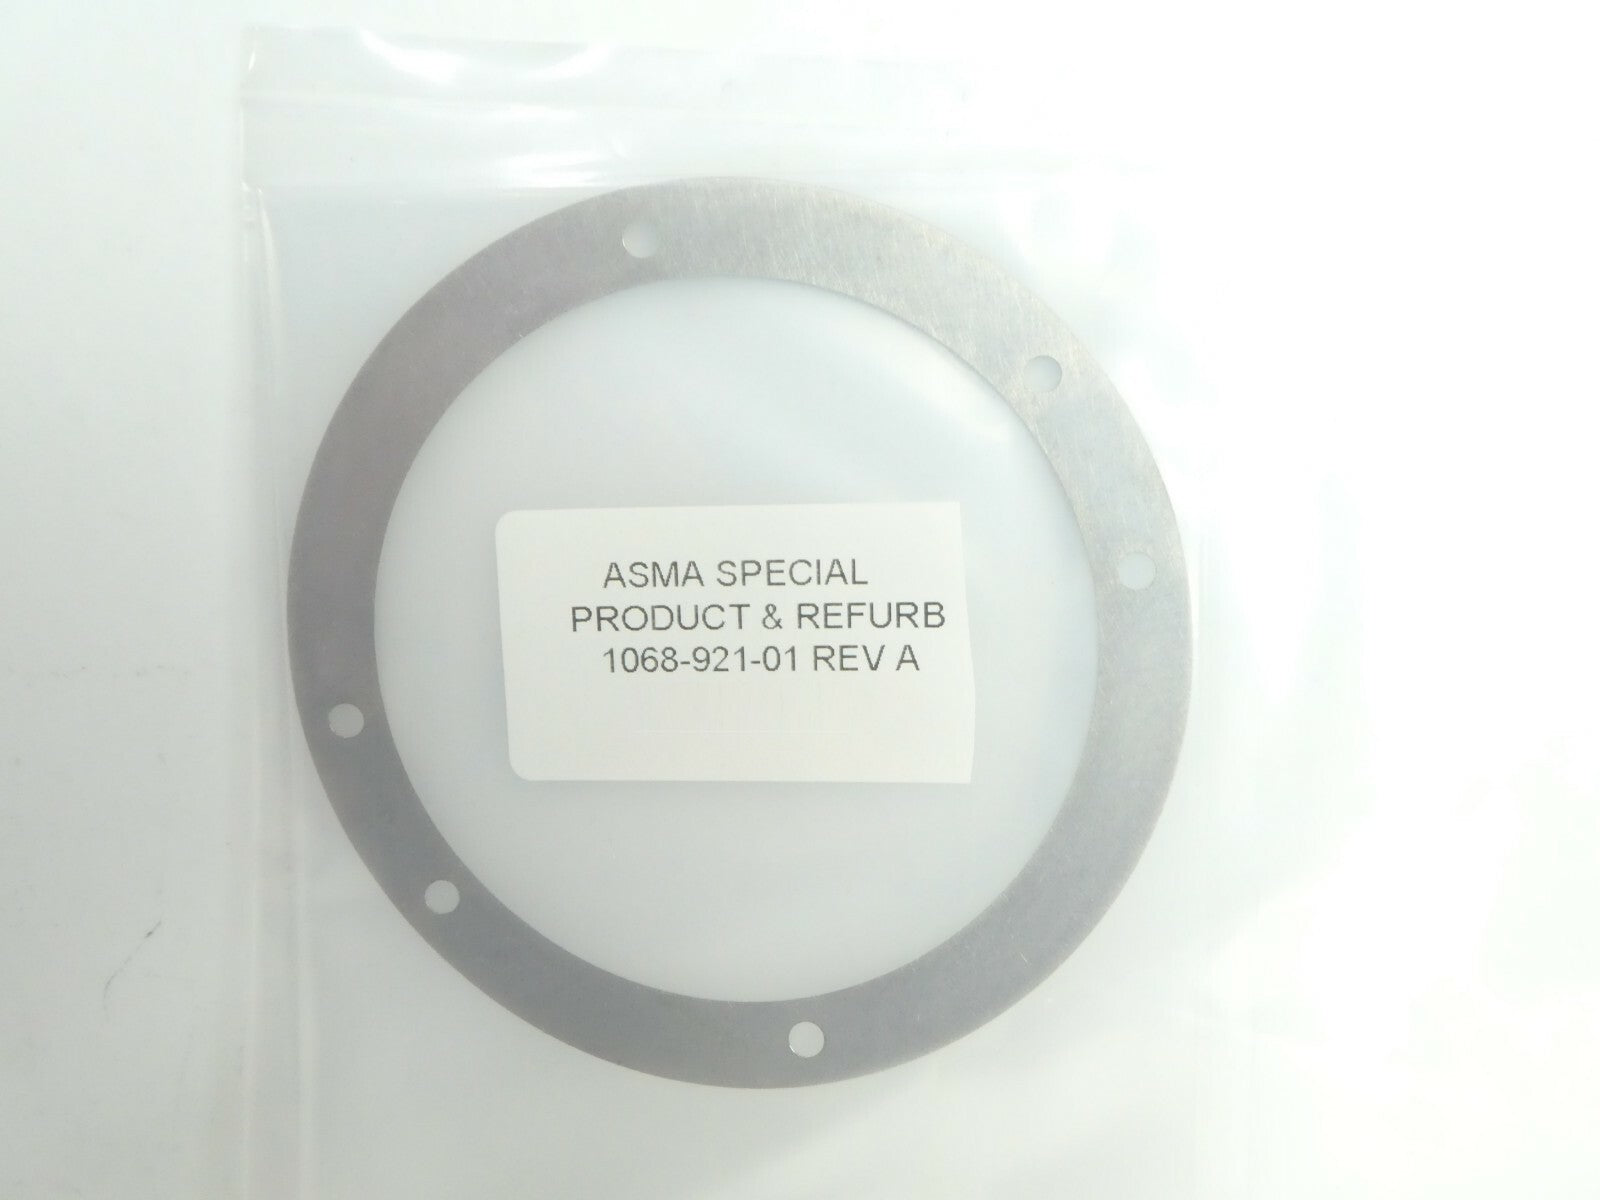 ASMA SPECIAL
PRODUCT & REFURB
1068-921-01 REV A